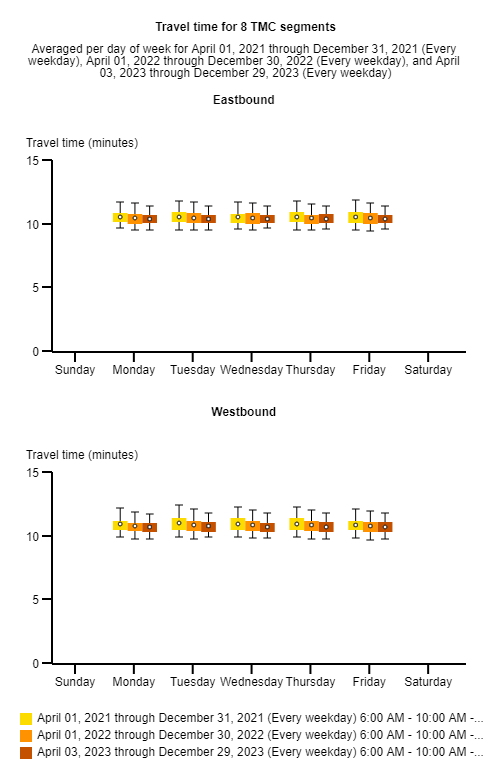 Travel time for 8 TMC segments
Averaged per day of week for April 01, 2021 through December 31, 2021 (Every
weekday), April 01, 2022 through December 30, 2022 (Every weekday), and April
03, 2023 through December 29, 2023 (Every weekday)
Eastbound
Travel time (minutes)
15
10
5
0
Sunday Monday Tuesday Wednesday Thursday Friday Saturday
Westbound
Travel time (minutes)
15
10
5
0
Sunday Monday Tuesday Wednesday Thursday Friday Saturday
April 01, 2021 through December 31, 2021 (Every weekday) 6:00 AM - 10:00 AM -...
April 01, 2022 through December 30, 2022 (Every weekday) 6:00 AM - 10:00 AM -...
April 03, 2023 through December 29, 2023 (Every weekday) 6:00 AM - 10:00 AM -...